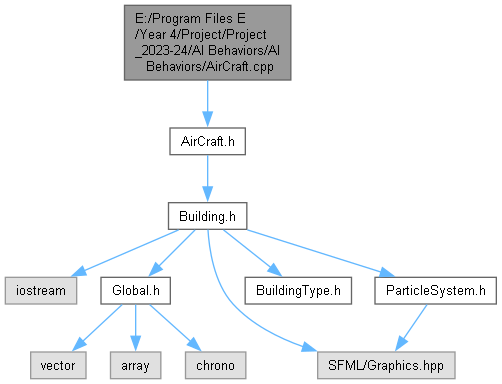 E:/Program Files E
/Year 4/Project/Project
_2023-24/AI Behaviors/AI
Behaviors/AirCraft.cpp
AirCraft.h
Building.h
iostream
Global.h
BuildingType.h
ParticleSystem.h
vector
array
chrono
SFML/Graphics.hpp